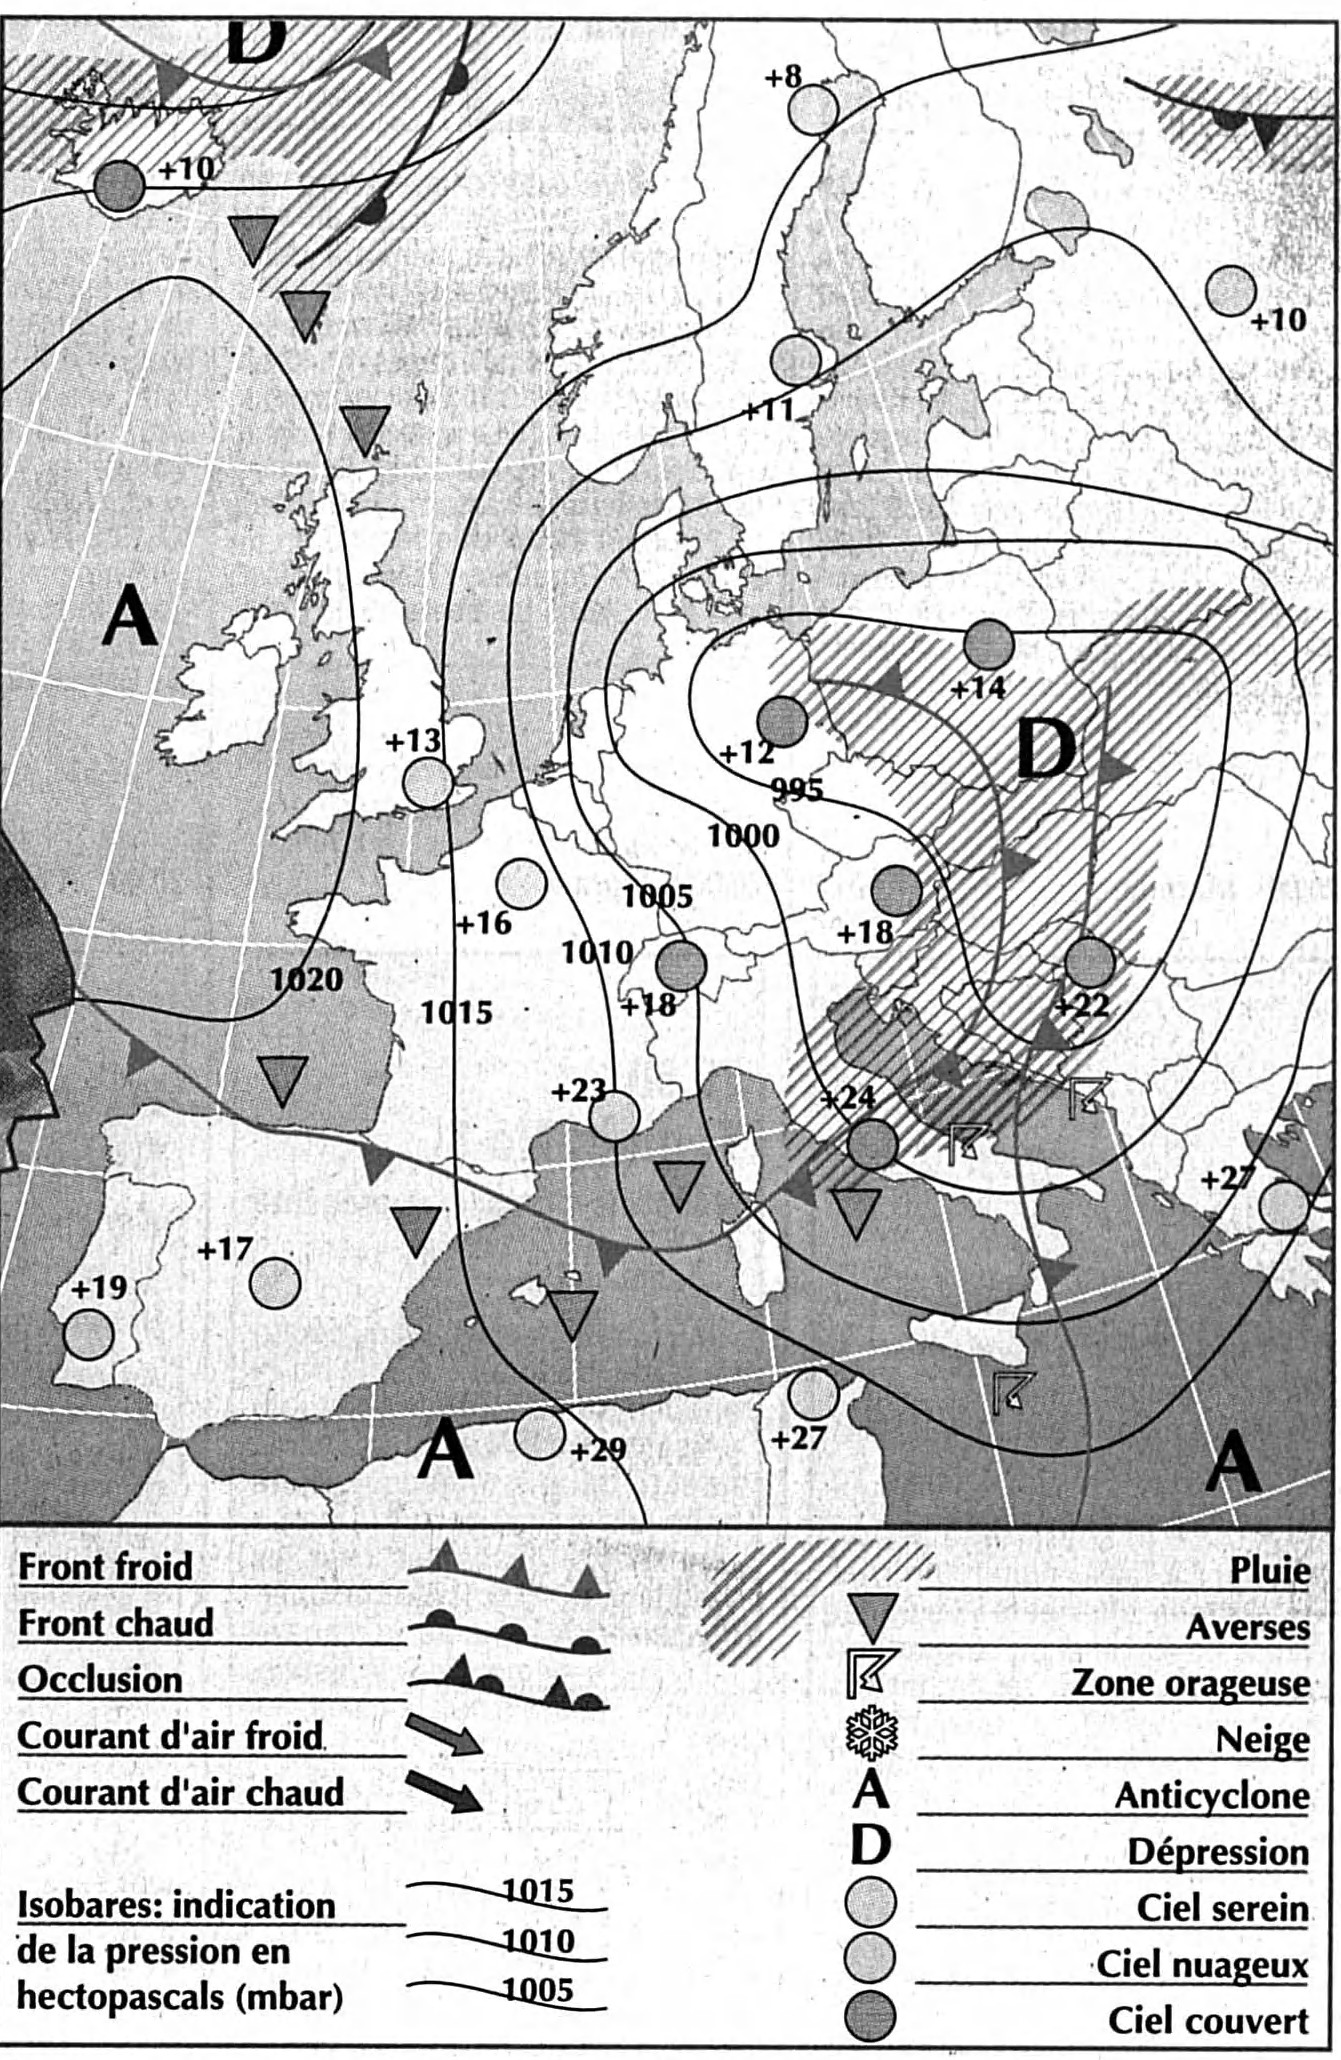 D
+8
+10
+10
+11
A
+14
+13
D
+12
995
1000
1005
+16
+18
1010
1020
+18
+22
1015
+23
+24
+27
+17
+19
A
+29
+27
A
Front froid
Front chaud
Occlusion
Courant d'air froid
Courant d'air chaud
Isobares: indication
de la pression en
hectopascals (mbar)
1015
1010
1005
Pluie
Averses
Zone orageuse
Neige
A Anticyclone
D Dépression
Ciel serein
Ciel nuageux
Ciel couvert